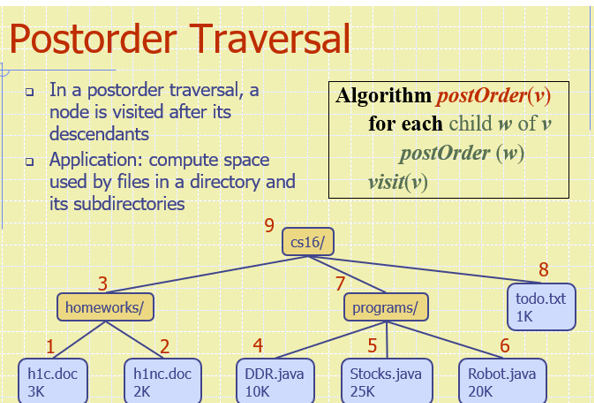 Postorder Traversal
In a postorder traversal, a
node is visited after its
descendants
Application: compute space
used by files in a directory and
its subdirectories
Algorithm postOrder(v)
for each child w of v
postOrder (w)
visit(v)
9
cs16/
3
homeworks/
7
programs/
8
todo.txt
1K
1
h1c.doc
3K
2
h1nc.doc
2K
4
DDR.java
10K
5
Stocks.java
25K
6
Robot.java
20K